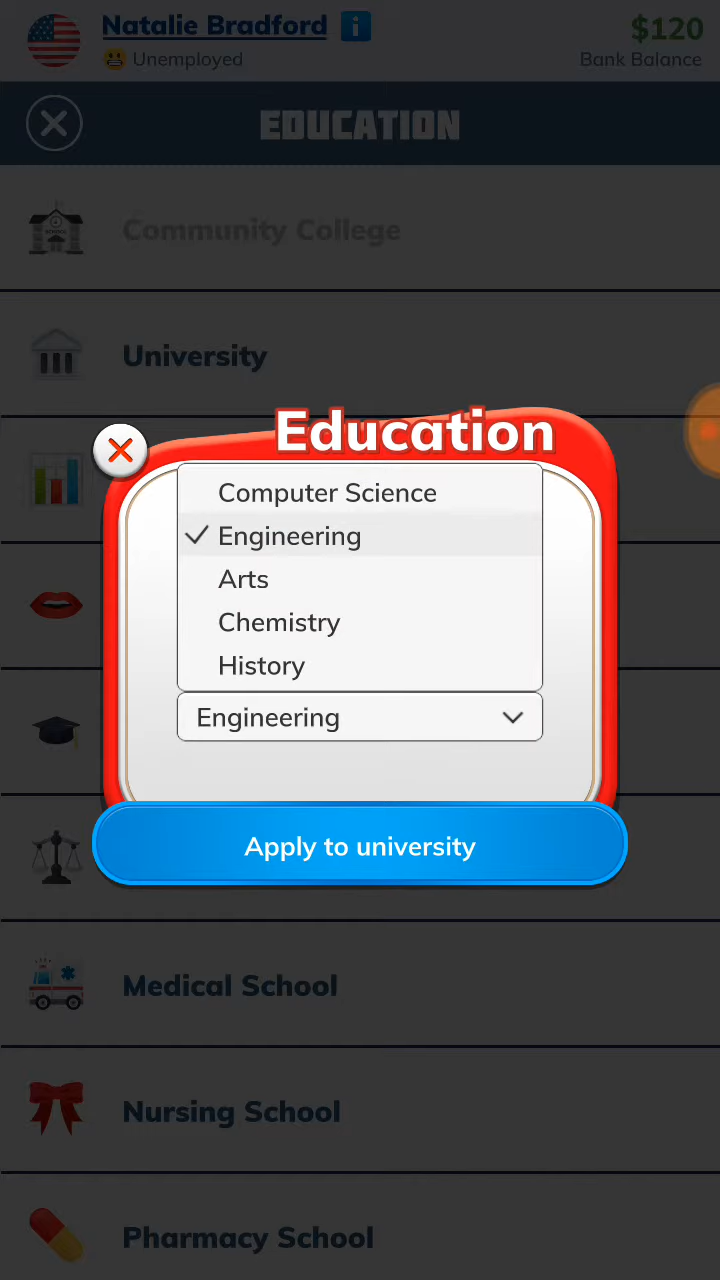 Natalie Bradford
$120
Unemployed
Bank Balance
EDUCATION
Community College
University
Education
Computer Science
Engineering
Arts
Chemistry
History
Engineering
Apply to university
Medical School
Nursing School
Pharmacy School